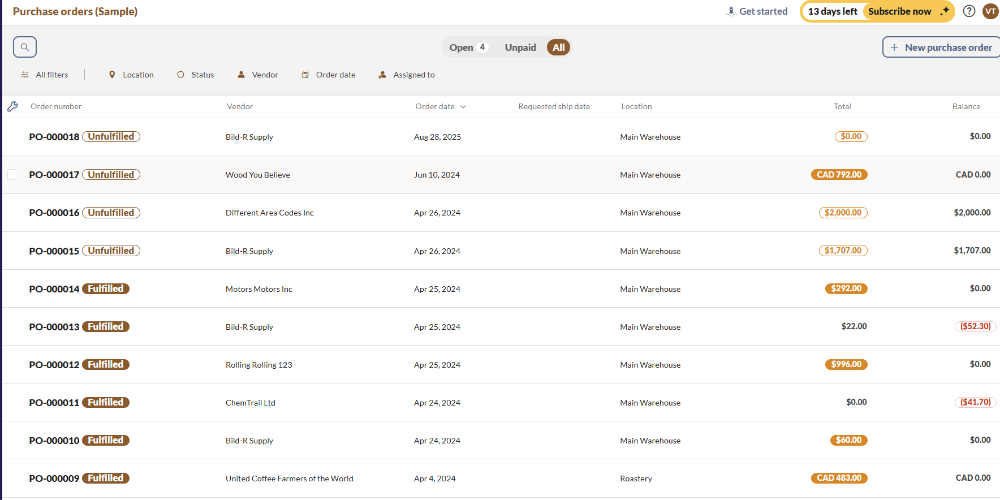 Purchase orders (Sample)
Get started
13 days left Subscribe now
VT
Open 4 Unpaid All
New purchase order
All filters Location Status Vendor Order date Assigned to
Order number Vendor Order date Requested ship date Location Total Balance
PO-000018 Unfulfilled Bild-R Supply Aug 28, 2025 Main Warehouse $0.00 $0.00
PO-000017 Unfulfilled Wood You Believe Jun 10, 2024 Main Warehouse CAD 792.00 CAD 0.00
PO-000016 Unfulfilled Different Area Codes Inc Apr 26, 2024 Main Warehouse $2,000.00 $2,000.00
PO-000015 Unfulfilled Bild-R Supply Apr 26, 2024 Main Warehouse $1,707.00 $1,707.00
PO-000014 Fulfilled Motors Motors Inc Apr 25, 2024 Main Warehouse $292.00 $0.00
PO-000013 Fulfilled Bild-R Supply Apr 25, 2024 Main Warehouse $22.00 ($52.30)
PO-000012 Fulfilled Rolling Rolling 123 Apr 25, 2024 Main Warehouse $996.00 $0.00
PO-000011 Fulfilled ChemTrail Ltd Apr 24, 2024 Main Warehouse $0.00 ($41.70)
PO-000010 Fulfilled Bild-R Supply Apr 24, 2024 Main Warehouse $60.00 $0.00
PO-000009 Fulfilled United Coffee Farmers of the World Apr 4, 2024 Roastery CAD 483.00 CAD 0.00